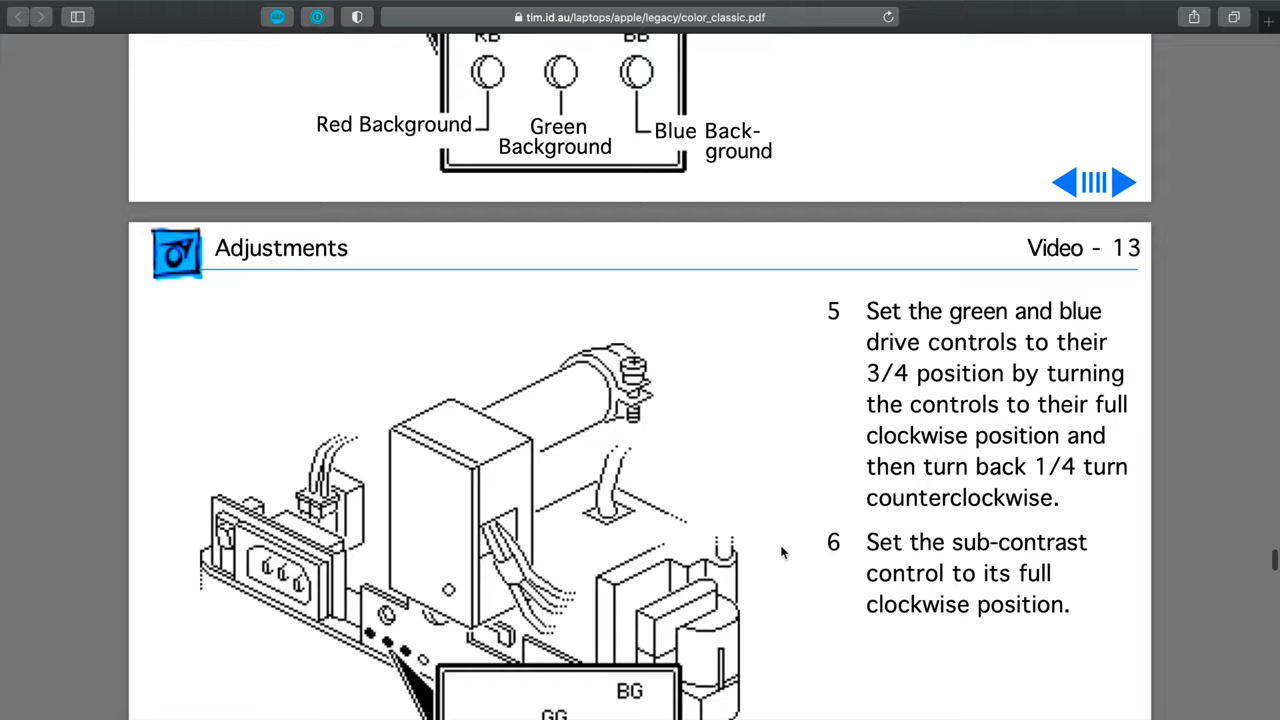 tim.id.au/laptops/apple/legacy/color_classic.pdf
RB
BB
Red Background
Green
Background
Blue Back-
ground
Adjustments
Video - 13
5 Set the green and blue
drive controls to their
3/4 position by turning
the controls to their full
clockwise position and
then turn back 1/4 turn
counterclockwise.
6 Set the sub-contrast
control to its full
clockwise position.
BG
GG